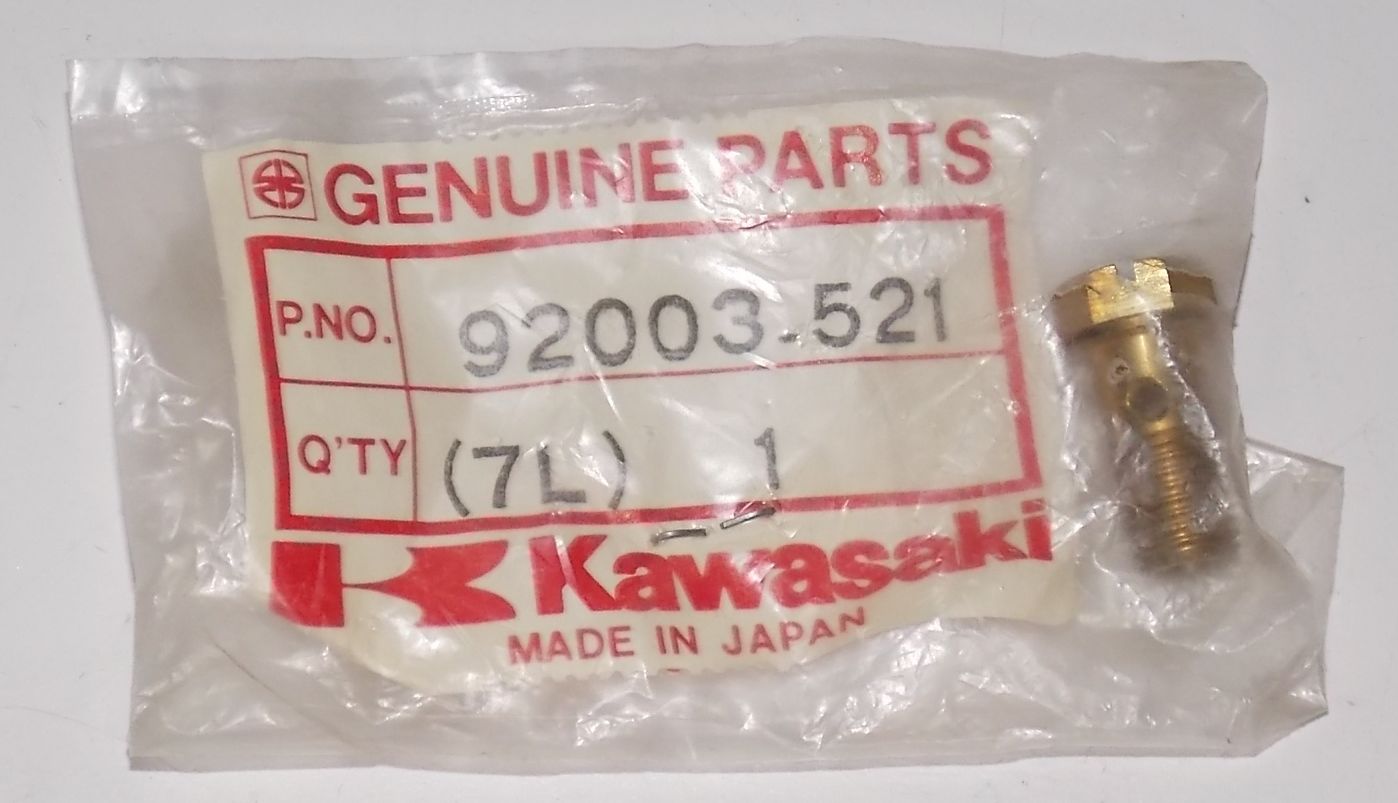 GENUINE PARTS
P.NO. 92003-521
Q'TY (7L) 1
Kawasaki
MADE IN JAPAN